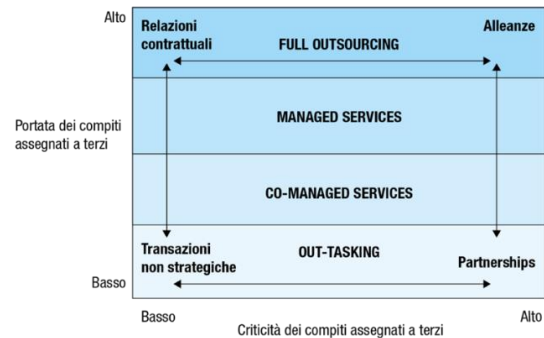 Alto
Relazioni
contrattuali
FULL OUTSOURCING
Alleanze
MANAGED SERVICES
Portata dei compiti
assegnati a terzi
CO-MANAGED SERVICES
Transazioni
non strategiche
OUT-TASKING
Partnerships
Basso
Basso
Alto
Criticità dei compiti assegnati a terzi